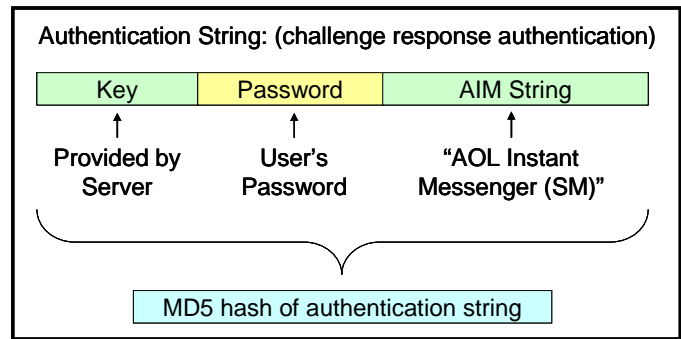 Authentication String: (challenge response authentication)
Key Password AIM String
Provided by Server
User's Password
“AOL Instant Messenger (SM)”
MD5 hash of authentication string